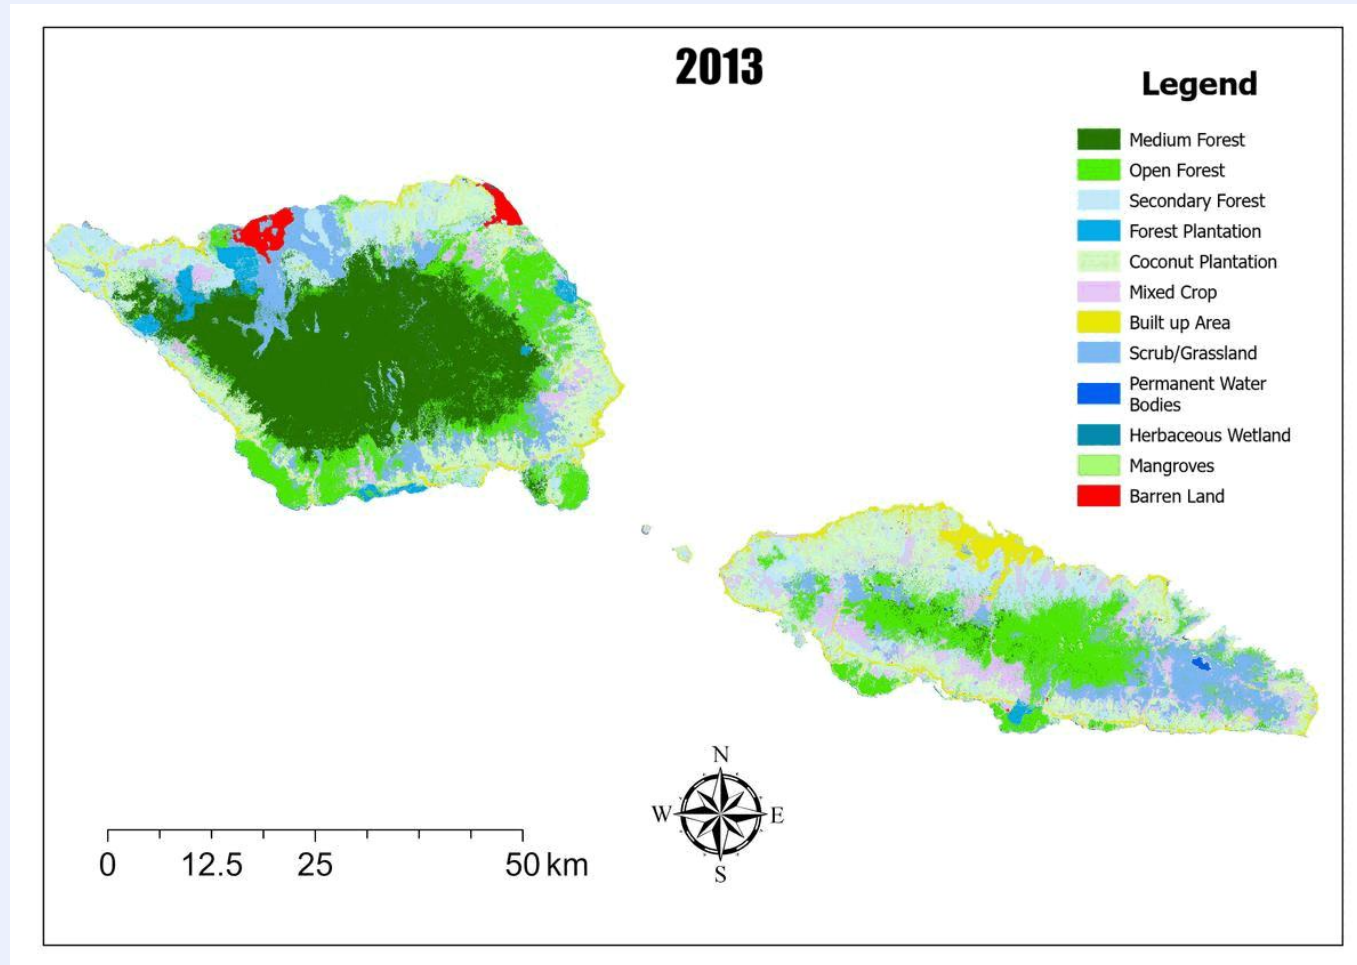 2013
Legend
Medium Forest
Open Forest
Secondary Forest
Forest Plantation
Coconut Plantation
Mixed Crop
Built up Area
Scrub/Grassland
Permanent Water
Bodies
Herbaceous Wetland
Mangroves
Barren Land
N
W E
S
0 12.5 25 50 km